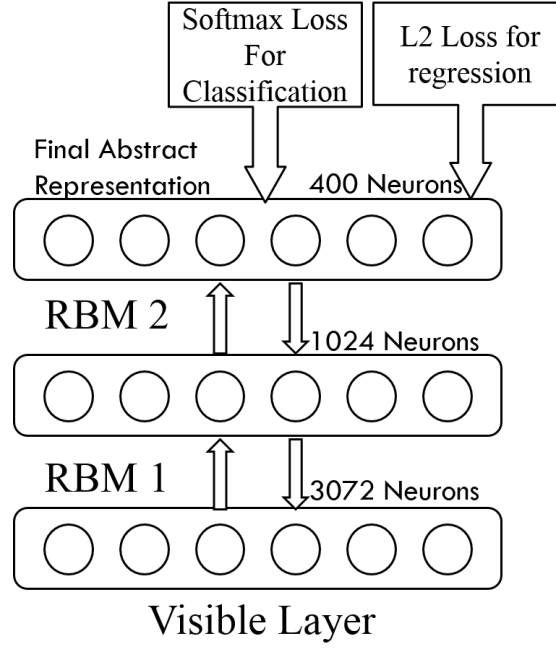 Softmax Loss
For
Classification
L2 Loss for
regression
Final Abstract
Representation
400 Neurons
RBM 2
1024 Neurons
RBM 1
3072 Neurons
Visible Layer